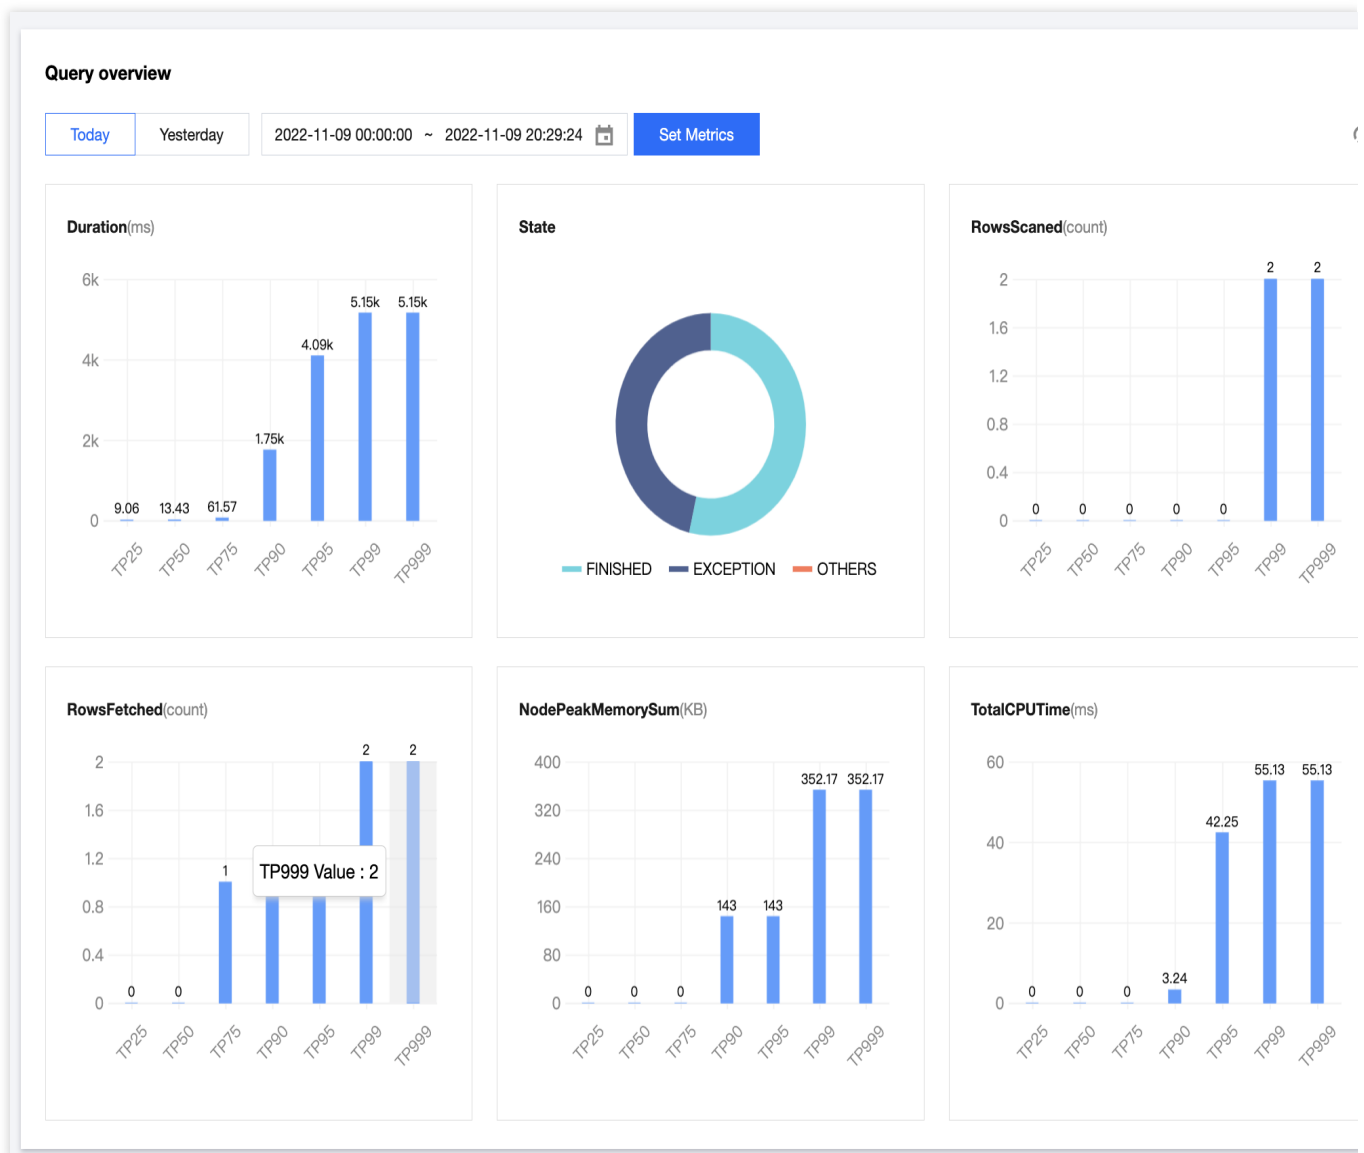 Query overview
Today Yesterday 2022-11-09 00:00:00 ~ 2022-11-09 20:29:24 Set Metrics
Duration(ms)
6k
4k
2k
0
9.06 13.43 61.57 1.75k 4.09k 5.15k 5.15k
TP25 TP50 TP75 TP90 TP95 TP99 TP999
State
FINISHED EXCEPTION OTHERS
RowsScaned(count)
2
1.6
1.2
0.8
0.4
0
0 0 0 0 0 2 2
TP25 TP50 TP75 TP90 TP95 TP99 TP999
RowsFetched(count)
2
1.6
1.2
0.8
0.4
0
0 0 1 2 2
TP999 Value : 2
TP25 TP50 TP75 TP90 TP95 TP99 TP999
NodePeakMemorySum(KB)
400
320
240
160
80
0
0 0 0 143 143 352.17 352.17
TP25 TP50 TP75 TP90 TP95 TP99 TP999
TotalCPUTime(ms)
60
40
20
0
0 0 0 3.24 42.25 55.13 55.13
TP25 TP50 TP75 TP90 TP95 TP99 TP999